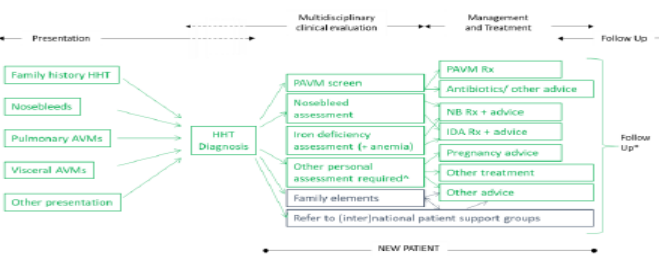 Multidisciplinary
clinical evaluation
Management
and Treatment
Presentation
Follow Up
Family history HHT
Nosebleeds
Pulmonary AVMs
Visceral AVMs
Other presentation
HHT
Diagnosis
PAVM screen
Nosebleed
assessment
Iron deficiency
assessment (+ anemia)
Other personal
assessment required^
Family elements
Refer to (inter)national patient support groups
PAVM Rx
Antibiotics/ other advice
NB Rx + advice
IDA Rx + advice
Pregnancy advice
Other treatment
Other advice
Follow
Up*
NEW PATIENT